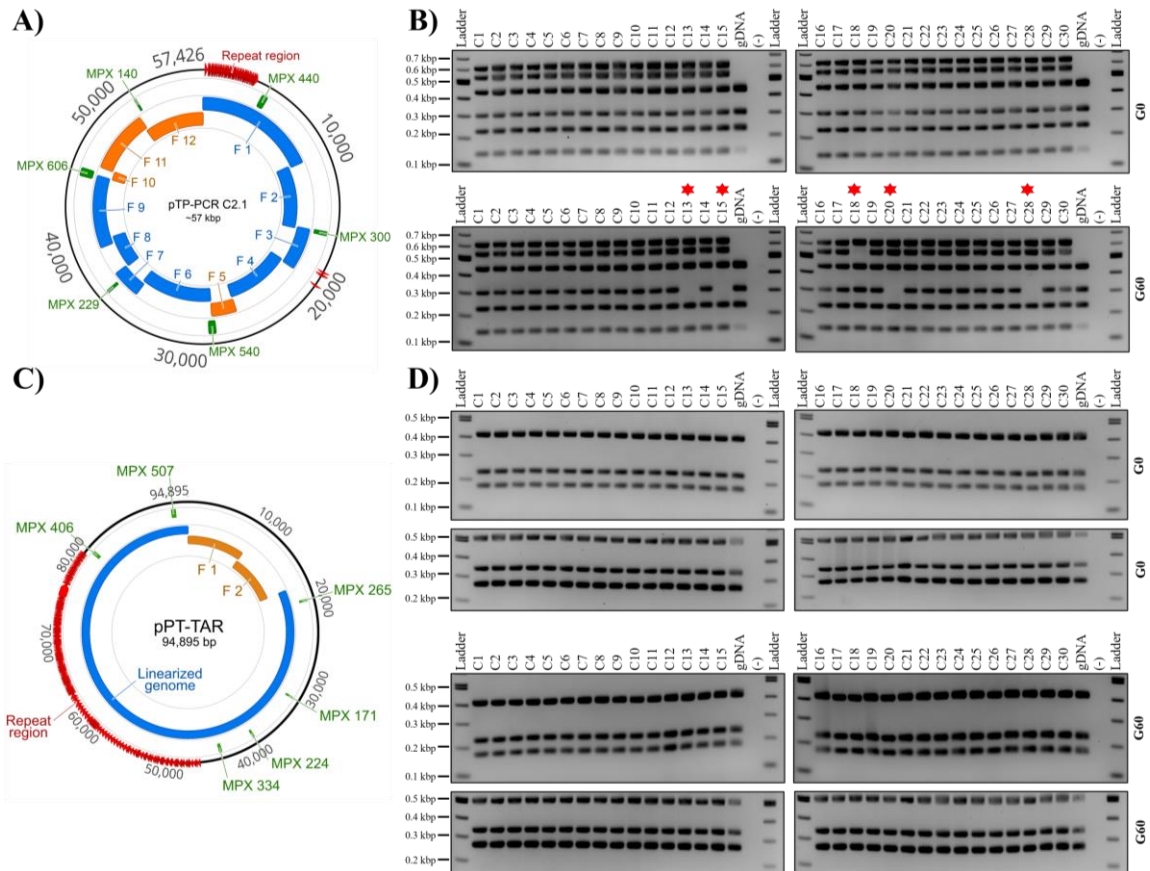 A)
57,426
Repeat region
MPX 140
MPX 440
50,000
10,000
F 12
F 1
F 11
MPX 606
F 10
pTP-PCR C2.1
~57 kbp
F 2
F 9
F 3
MPX 300
F 8
F 4
40,000
F 7
F 6
F 5
20,000
MPX 229
MPX 540
30,000
B)
Ladder C1 C2 C3 C4 C5 C6 C7 C8 C9 C10 C11 C12 C13 C14 C15 gDNA (-) Ladder
Ladder C16 C17 C18 C19 C20 C21 C22 C23 C24 C25 C26 C27 C28 C29 C30 gDNA (-) Ladder
0.7 kbp
0.6 kbp
0.5 kbp
0.4 kbp
0.3 kbp
0.2 kbp
0.1 kbp
G0
Ladder C1 C2 C3 C4 C5 C6 C7 C8 C9 C10 C11 C12 C13 C14 C15 gDNA (-) Ladder
Ladder C16 C17 C18 C19 C20 C21 C22 C23 C24 C25 C26 C27 C28 C29 C30 gDNA (-) Ladder
0.7 kbp
0.6 kbp
0.5 kbp
0.4 kbp
0.3 kbp
0.2 kbp
0.1 kbp
G60
C)
MPX 507
94,895
MPX 406
10,000
80,000
F 1
F 2
20,000
MPX 265
pPT-TAR
94,895 bp
70,000
Linearized
genome
30,000
MPX 171
Repeat
region
60,000
40,000
MPX 224
50,000
MPX 334
D)
Ladder C1 C2 C3 C4 C5 C6 C7 C8 C9 C10 C11 C12 C13 C14 C15 gDNA (-) Ladder
Ladder C16 C17 C18 C19 C20 C21 C22 C23 C24 C25 C26 C27 C28 C29 C30 gDNA (-) Ladder
0.5 kbp
0.4 kbp
0.3 kbp
0.2 kbp
0.1 kbp
G0
0.5 kbp
0.4 kbp
0.3 kbp
0.2 kbp
G0
Ladder C1 C2 C3 C4 C5 C6 C7 C8 C9 C10 C11 C12 C13 C14 C15 gDNA (-) Ladder
Ladder C16 C17 C18 C19 C20 C21 C22 C23 C24 C25 C26 C27 C28 C29 C30 gDNA (-) Ladder
0.5 kbp
0.4 kbp
0.3 kbp
0.2 kbp
0.1 kbp
G60
0.5 kbp
0.4 kbp
0.3 kbp
0.2 kbp
G60